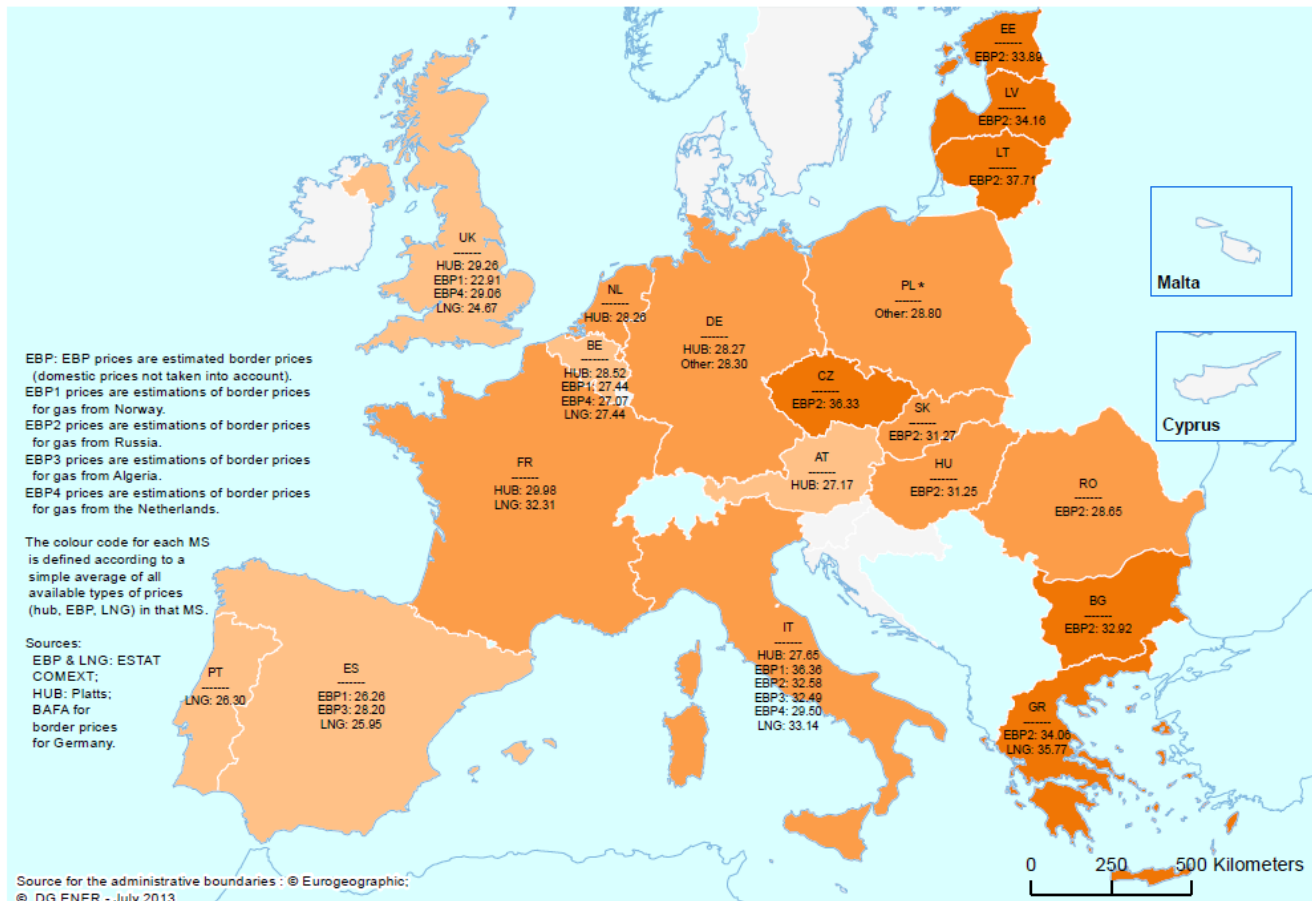 EE
-------
EBP2: 33.89
LV
-------
EBP2: 34.16
LT
-------
EBP2: 37.71
UK
-------
HUB: 29.26
EBP1: 22.91
EBP4: 29.06
LNG: 24.67
NL
-------
HUB: 28.26
DE
-------
HUB: 28.27
Other: 28.30
PL *
-------
Other: 28.80
Malta
BE
-------
HUB: 28.52
EBP1: 27.44
EBP4: 27.07
LNG: 27.44
CZ
-------
EBP2: 36.33
SK
-------
EBP2: 31.27
Cyprus
AT
-------
HUB: 27.17
HU
-------
EBP2: 31.25
RO
-------
EBP2: 28.65
FR
-------
HUB: 29.98
LNG: 32.31
BG
-------
EBP2: 32.92
IT
-------
HUB: 27.65
EBP1: 36.36
EBP2: 32.58
EBP3: 32.49
EBP4: 29.50
LNG: 33.14
PT
-------
LNG: 26.30
ES
-------
EBP1: 26.26
EBP3: 28.20
LNG: 25.95
GR
-------
EBP2: 34.06
LNG: 35.77
EBP: EBP prices are estimated border prices
(domestic prices not taken into account).
EBP1 prices are estimations of border prices
for gas from Norway.
EBP2 prices are estimations of border prices
for gas from Russia.
EBP3 prices are estimations of border prices
for gas from Algeria.
EBP4 prices are estimations of border prices
for gas from the Netherlands.
The colour code for each MS
is defined according to a
simple average of all
available types of prices
(hub, EBP, LNG) in that MS.
Sources:
EBP & LNG: ESTAT
COMEXT;
HUB: Platts;
BAFA for
border prices
for Germany.
0 250 500 Kilometers
Source for the administrative boundaries : © Eurogeographic;
© DG ENER - July 2013